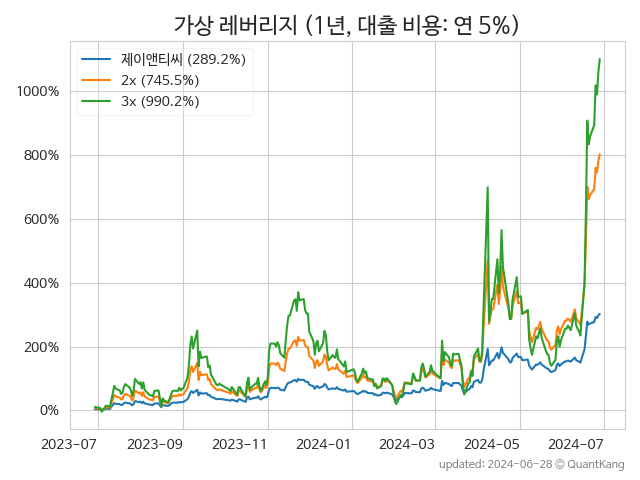 가상 레버리지 (1년, 대출 비용: 연 5%)
제이앤티씨 (289.2%)
2x (745.5%)
3x (990.2%)
1000%
800%
600%
400%
200%
0%
2023-07 2023-09 2023-11 2024-01 2024-03 2024-05 2024-07
updated: 2024-06-28 © QuantKang